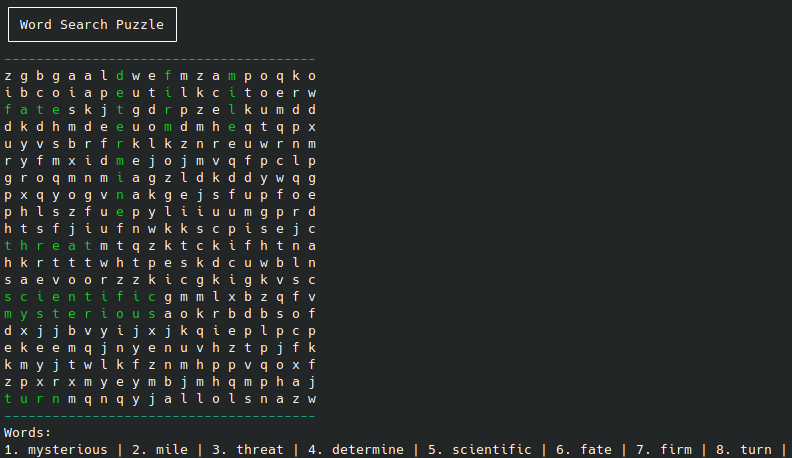 Word Search Puzzle
---------------------------------------
z g b g a a l d w e f m z a m p o q k o
i b c o i a p e u t i l k c i t o e r w
f a t e s k j t g d r p z e l k u m d d
d k d h m d e e u o m d m h e q t q p x
u y v s b r f r k l k z n r e u w r n m
r y f m x i d m e j o j m v q f p c l p
g r o q m n m i a g z l d k d d y w q g
p x q y o g v n a k g e j s f u p f o e
p h l s z f u e p y l i i u u m g p r d
h t s f j i u f n w k k s c p i s e j c
t h r e a t m t q z k t c k i f h t n a
h k r t t t w h t p e s k d c u w b l n
s a e v o o r z z k i c g k i g k v s c
s c i e n t i f i c g m m l x b z q f v
m y s t e r i o u s a o k r b d b s o f
d x j j b v y i j x j k q i e p l p c p
e k e e m q j n y e n u v h z t p j f k
k m y j t w l k f z n m h p p v q o x f
z p x r x m y e y m b j m h q m p h a j
t u r n m q n q y j a l l o l s n a z w
---------------------------------------
Words:
1. mysterious | 2. mile | 3. threat | 4. determine | 5. scientific | 6. fate | 7. firm | 8. turn |